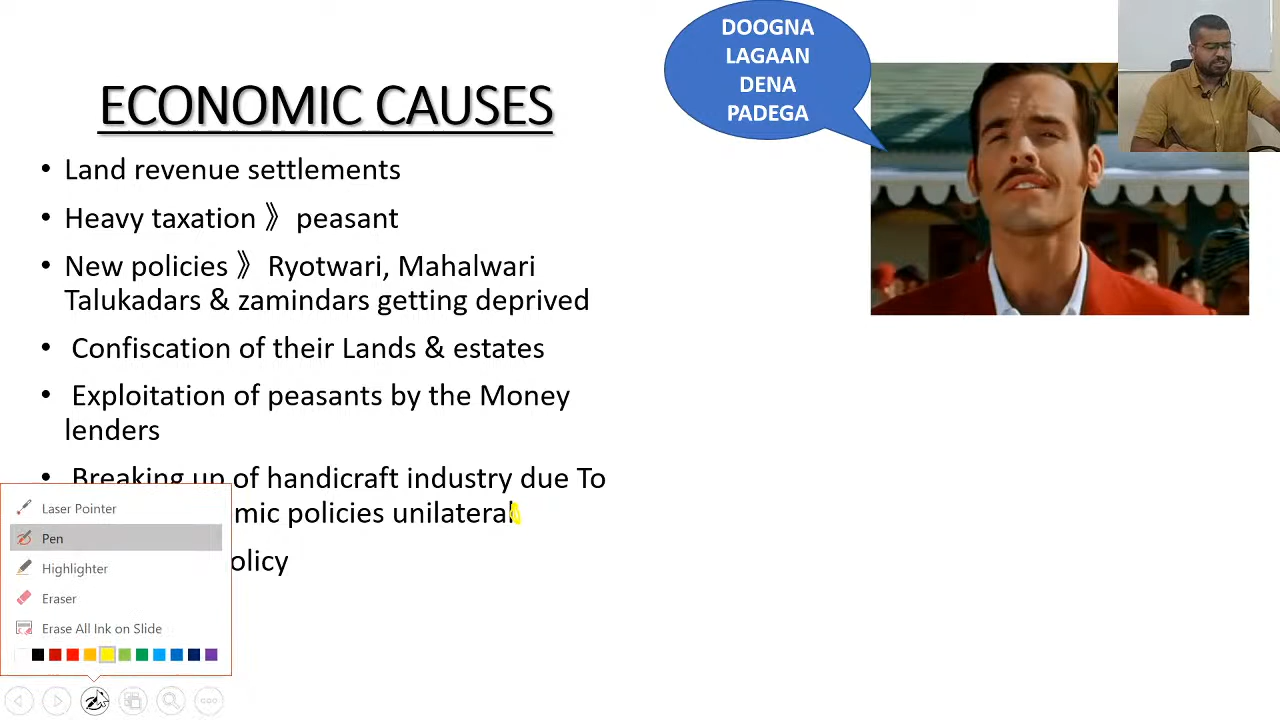 DOOGNA
LAGAAN
DENA
PADEGA
ECONOMIC CAUSES
• Land revenue settlements
• Heavy taxation 》 peasant
• New policies 》 Ryotwari, Mahalwari
Talukadars & zamindars getting deprived
• Confiscation of their Lands & estates
• Exploitation of peasants by the Money
lenders
• Breaking up of handicraft industry due To
policies unilateral
Laser Pointer
Pen
Highlighter
Eraser
Erase All Ink on Slide